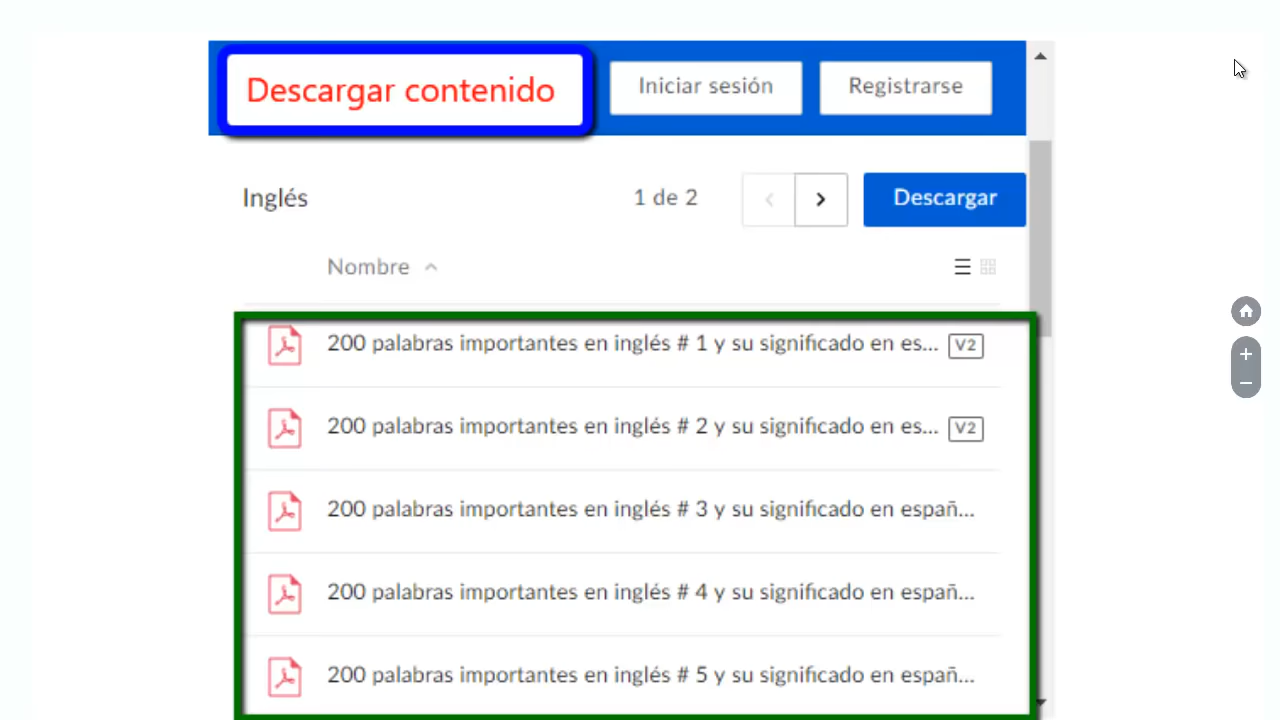 Descargar contenido
Iniciar sesión
Registrarse
Inglés
1 de 2
Descargar
Nombre
200 palabras importantes en inglés # 1 y su significado en es... V2
200 palabras importantes en inglés # 2 y su significado en es... V2
200 palabras importantes en inglés # 3 y su significado en españ...
200 palabras importantes en inglés # 4 y su significado en españ...
200 palabras importantes en inglés # 5 y su significado en españ...